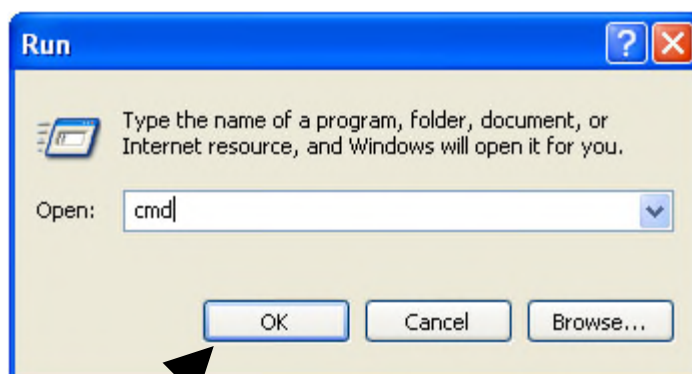 Run
Type the name of a program, folder, document, or
Internet resource, and Windows will open it for you.
Open: cmd
OK Cancel Browse...